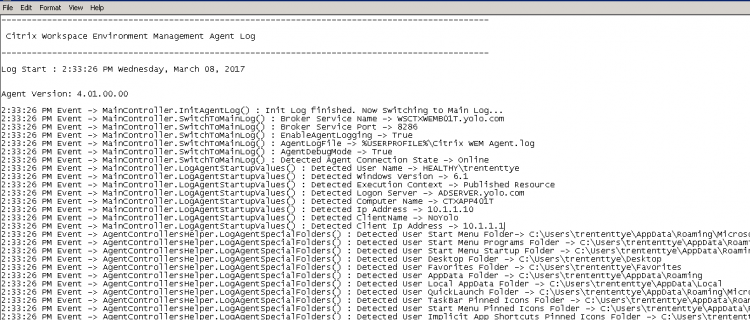 File Edit Format View Help
--------------------------------------------------------------------------------
Citrix Workspace Environment Management Agent Log
--------------------------------------------------------------------------------
Log Start : 2:33:26 PM Wednesday, March 08, 2017
Agent Version: 4.01.00.00
2:33:26 PM Event -> MainController.InitAgentLog() : Init Log finished. Now Switching to Main Log...
2:33:26 PM Event -> MainController.SwitchToMainLog() : Broker Service Name -> WSCTXWEMB01T.yolo.com
2:33:26 PM Event -> MainController.SwitchToMainLog() : Broker Service Port -> 8286
2:33:26 PM Event -> MainController.SwitchToMainLog() : EnableAgentLogging -> True
2:33:26 PM Event -> MainController.SwitchToMainLog() : AgentLogFile -> %USERPROFILE%\Citrix WEM Agent.log
2:33:26 PM Event -> MainController.SwitchToMainLog() : AgentDebugMode -> True
2:33:26 PM Event -> MainController.SwitchToMainLog() : Detected Agent Connection State -> Online
2:33:26 PM Event -> MainController.LogAgentStartupValues() : Detected User Name -> HEALTHY\trententtye
2:33:26 PM Event -> MainController.LogAgentStartupValues() : Detected Windows Version -> 6.1
2:33:26 PM Event -> MainController.LogAgentStartupValues() : Detected Execution Context -> Published Resource
2:33:26 PM Event -> MainController.LogAgentStartupValues() : Detected Logon Server -> ADSERVER.yolo.com
2:33:26 PM Event -> MainController.LogAgentStartupValues() : Detected Computer Name -> CTXAPP401T
2:33:26 PM Event -> MainController.LogAgentStartupValues() : Detected Ip Address -> 10.1.1.10
2:33:26 PM Event -> MainController.LogAgentStartupValues() : Detected ClientName -> NoYolo
2:33:26 PM Event -> MainController.LogAgentStartupValues() : Detected Client Ip Address -> 10.1.1.1
2:33:26 PM Event -> AgentControllersHelper.LogAgentSpecialFolders() : Detected User Start Menu Folder-> C:\Users\trententtye\AppData\Roaming\Micros
2:33:26 PM Event -> AgentControllersHelper.LogAgentSpecialFolders() : Detected User Start Menu Programs Folder -> C:\Users\trententtye\AppData\Roam
2:33:26 PM Event -> AgentControllersHelper.LogAgentSpecialFolders() : Detected User Start Menu Startup Folder -> C:\Users\trententtye\AppData\Roami
2:33:26 PM Event -> AgentControllersHelper.LogAgentSpecialFolders() : Detected User Desktop Folder -> C:\Users\trententtye\Desktop
2:33:26 PM Event -> AgentControllersHelper.LogAgentSpecialFolders() : Detected User Favorites Folder -> C:\Users\trententtye\Favorites
2:33:26 PM Event -> AgentControllersHelper.LogAgentSpecialFolders() : Detected User AppData Folder -> C:\Users\trententtye\AppData\Roaming
2:33:26 PM Event -> AgentControllersHelper.LogAgentSpecialFolders() : Detected User Local AppData Folder -> C:\Users\trententtye\AppData\Local
2:33:26 PM Event -> AgentControllersHelper.LogAgentSpecialFolders() : Detected User QuickLaunch Folder -> C:\Users\trententtye\AppData\Roaming\Micr
2:33:26 PM Event -> AgentControllersHelper.LogAgentSpecialFolders() : Detected User TaskBar Pinned Icons Folder -> C:\Users\trententtye\AppData\Roa
2:33:26 PM Event -> AgentControllersHelper.LogAgentSpecialFolders() : Detected User Start Menu Pinned Icons Folder -> C:\Users\trententtye\AppData\
2:33:26 PM Event -> AgentControllersHelper.LogAgentSpecialFolders() : Detected User Implicit App Shortcuts Pinned Icons Folder -> C:\Users\trentent